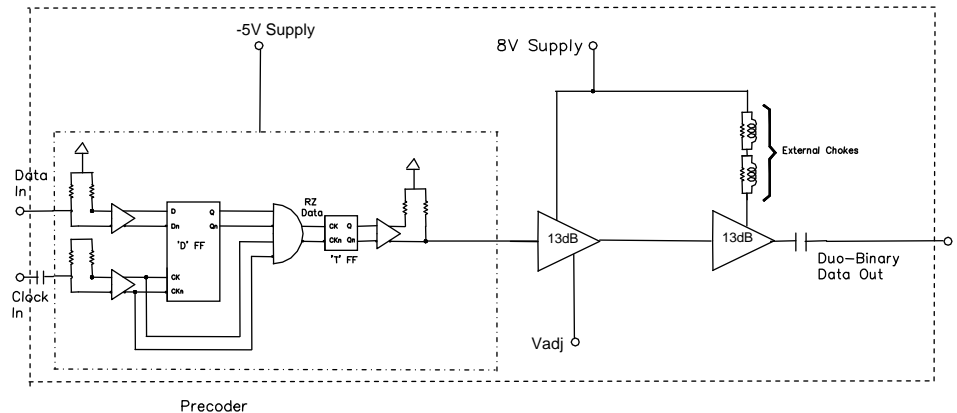 -5V Supply
8V Supply
External Chokes
Data
In
RZ
Data
D
Q
Dn
Qn
'D' FF
CK
CKn
CK
Q
CKn
Qn
'T' FF
13dB
13dB
Clock
In
Duo-Binary
Data Out
Vadj
Precoder